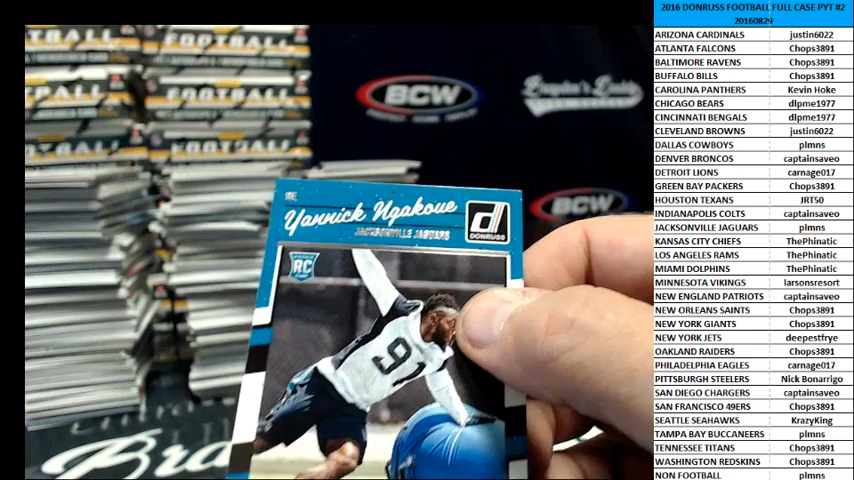 2016 DONRUSS FOOTBALL FULL CASE PYT #2
20160829
ARIZONA CARDINALS justin6022
ATLANTA FALCONS Chops3891
BALTIMORE RAVENS Chops3891
BUFFALO BILLS Chops3891
CAROLINA PANTHERS Kevin Hoke
CHICAGO BEARS dlpme1977
CINCINNATI BENGALS dlpme1977
CLEVELAND BROWNS justin6022
DALLAS COWBOYS plmns
DENVER BRONCOS captainsaveo
DETROIT LIONS carnage017
GREEN BAY PACKERS Chops3891
HOUSTON TEXANS JRT50
INDIANAPOLIS COLTS captainsaveo
JACKSONVILLE JAGUARS plmns
KANSAS CITY CHIEFS ThePhinatic
LOS ANGELES RAMS ThePhinatic
MIAMI DOLPHINS ThePhinatic
MINNESOTA VIKINGS larsonsresort
NEW ENGLAND PATRIOTS captainsaveo
NEW ORLEANS SAINTS Chops3891
NEW YORK GIANTS Chops3891
NEW YORK JETS deepestfrye
OAKLAND RAIDERS Chops3891
PHILADELPHIA EAGLES carnage017
PITTSBURGH STEELERS Nick Bonarrigo
SAN DIEGO CHARGERS captainsaveo
SAN FRANCISCO 49ERS Chops3891
SEATTLE SEAHAWKS KrazyKing
TAMPA BAY BUCCANEERS plmns
TENNESSEE TITANS Chops3891
WASHINGTON REDSKINS Chops3891
NON FOOTBALL plmns
FOOTBALL
FOOTBALL
FOOTBALL
BCW
BCW
Yannick Ngakoue
JACKSONVILLE JAGUARS
d
DONRUSS
RC
91
Bra